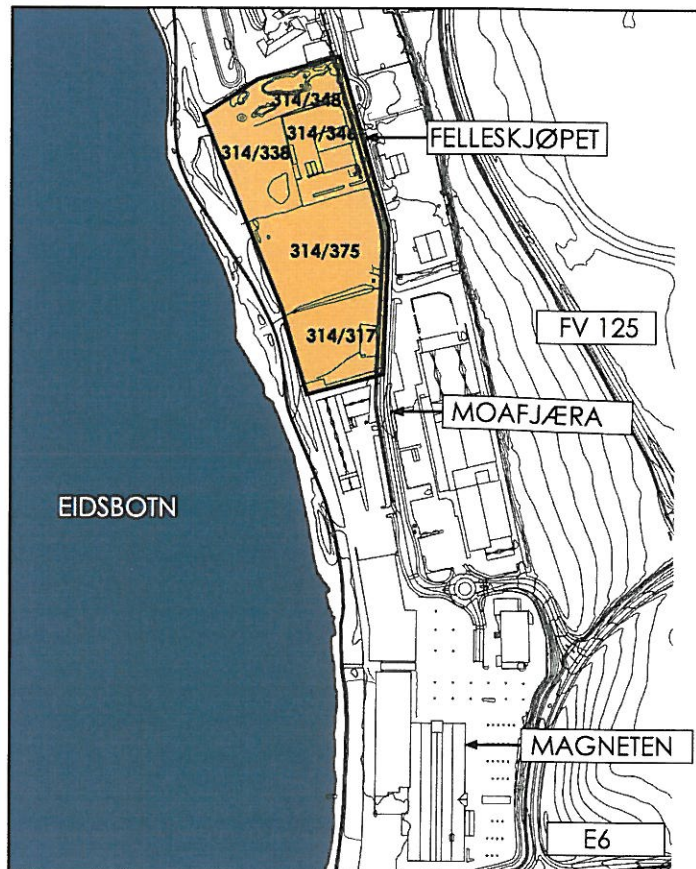 314/348
314/346
FELLESKJØPET
314/338
314/375
FV 125
314/317
MOAFJÆRA
EIDSBOTN
MAGNETEN
E6